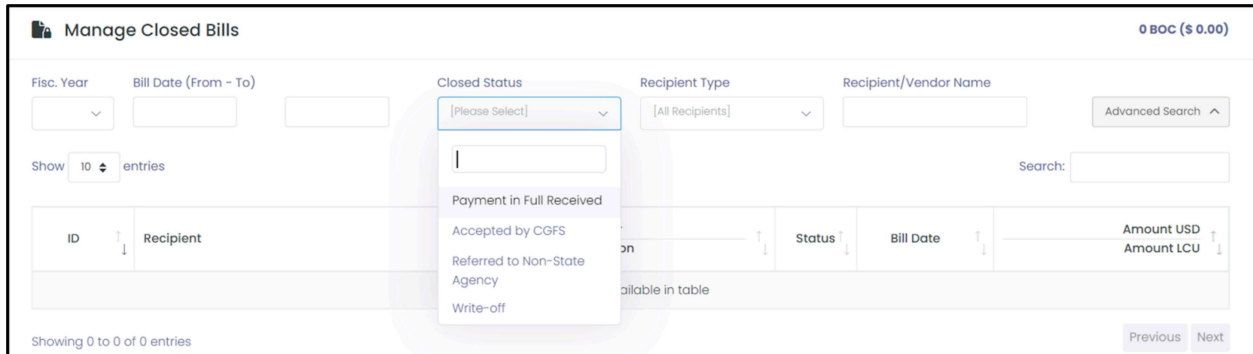 Manage Closed Bills
0 BOC ($ 0.00)
Fisc. Year Bill Date (From - To) Closed Status Recipient Type Recipient/Vendor Name
[Please Select] [All Recipients] Advanced Search
Show 10 entries Search:
Payment in Full Received
Accepted by CGFS
Referred to Non-State
Agency
Write-off
ID Recipient Status Bill Date Amount USD
Amount LCU
in table
Showing 0 to 0 of 0 entries Previous Next